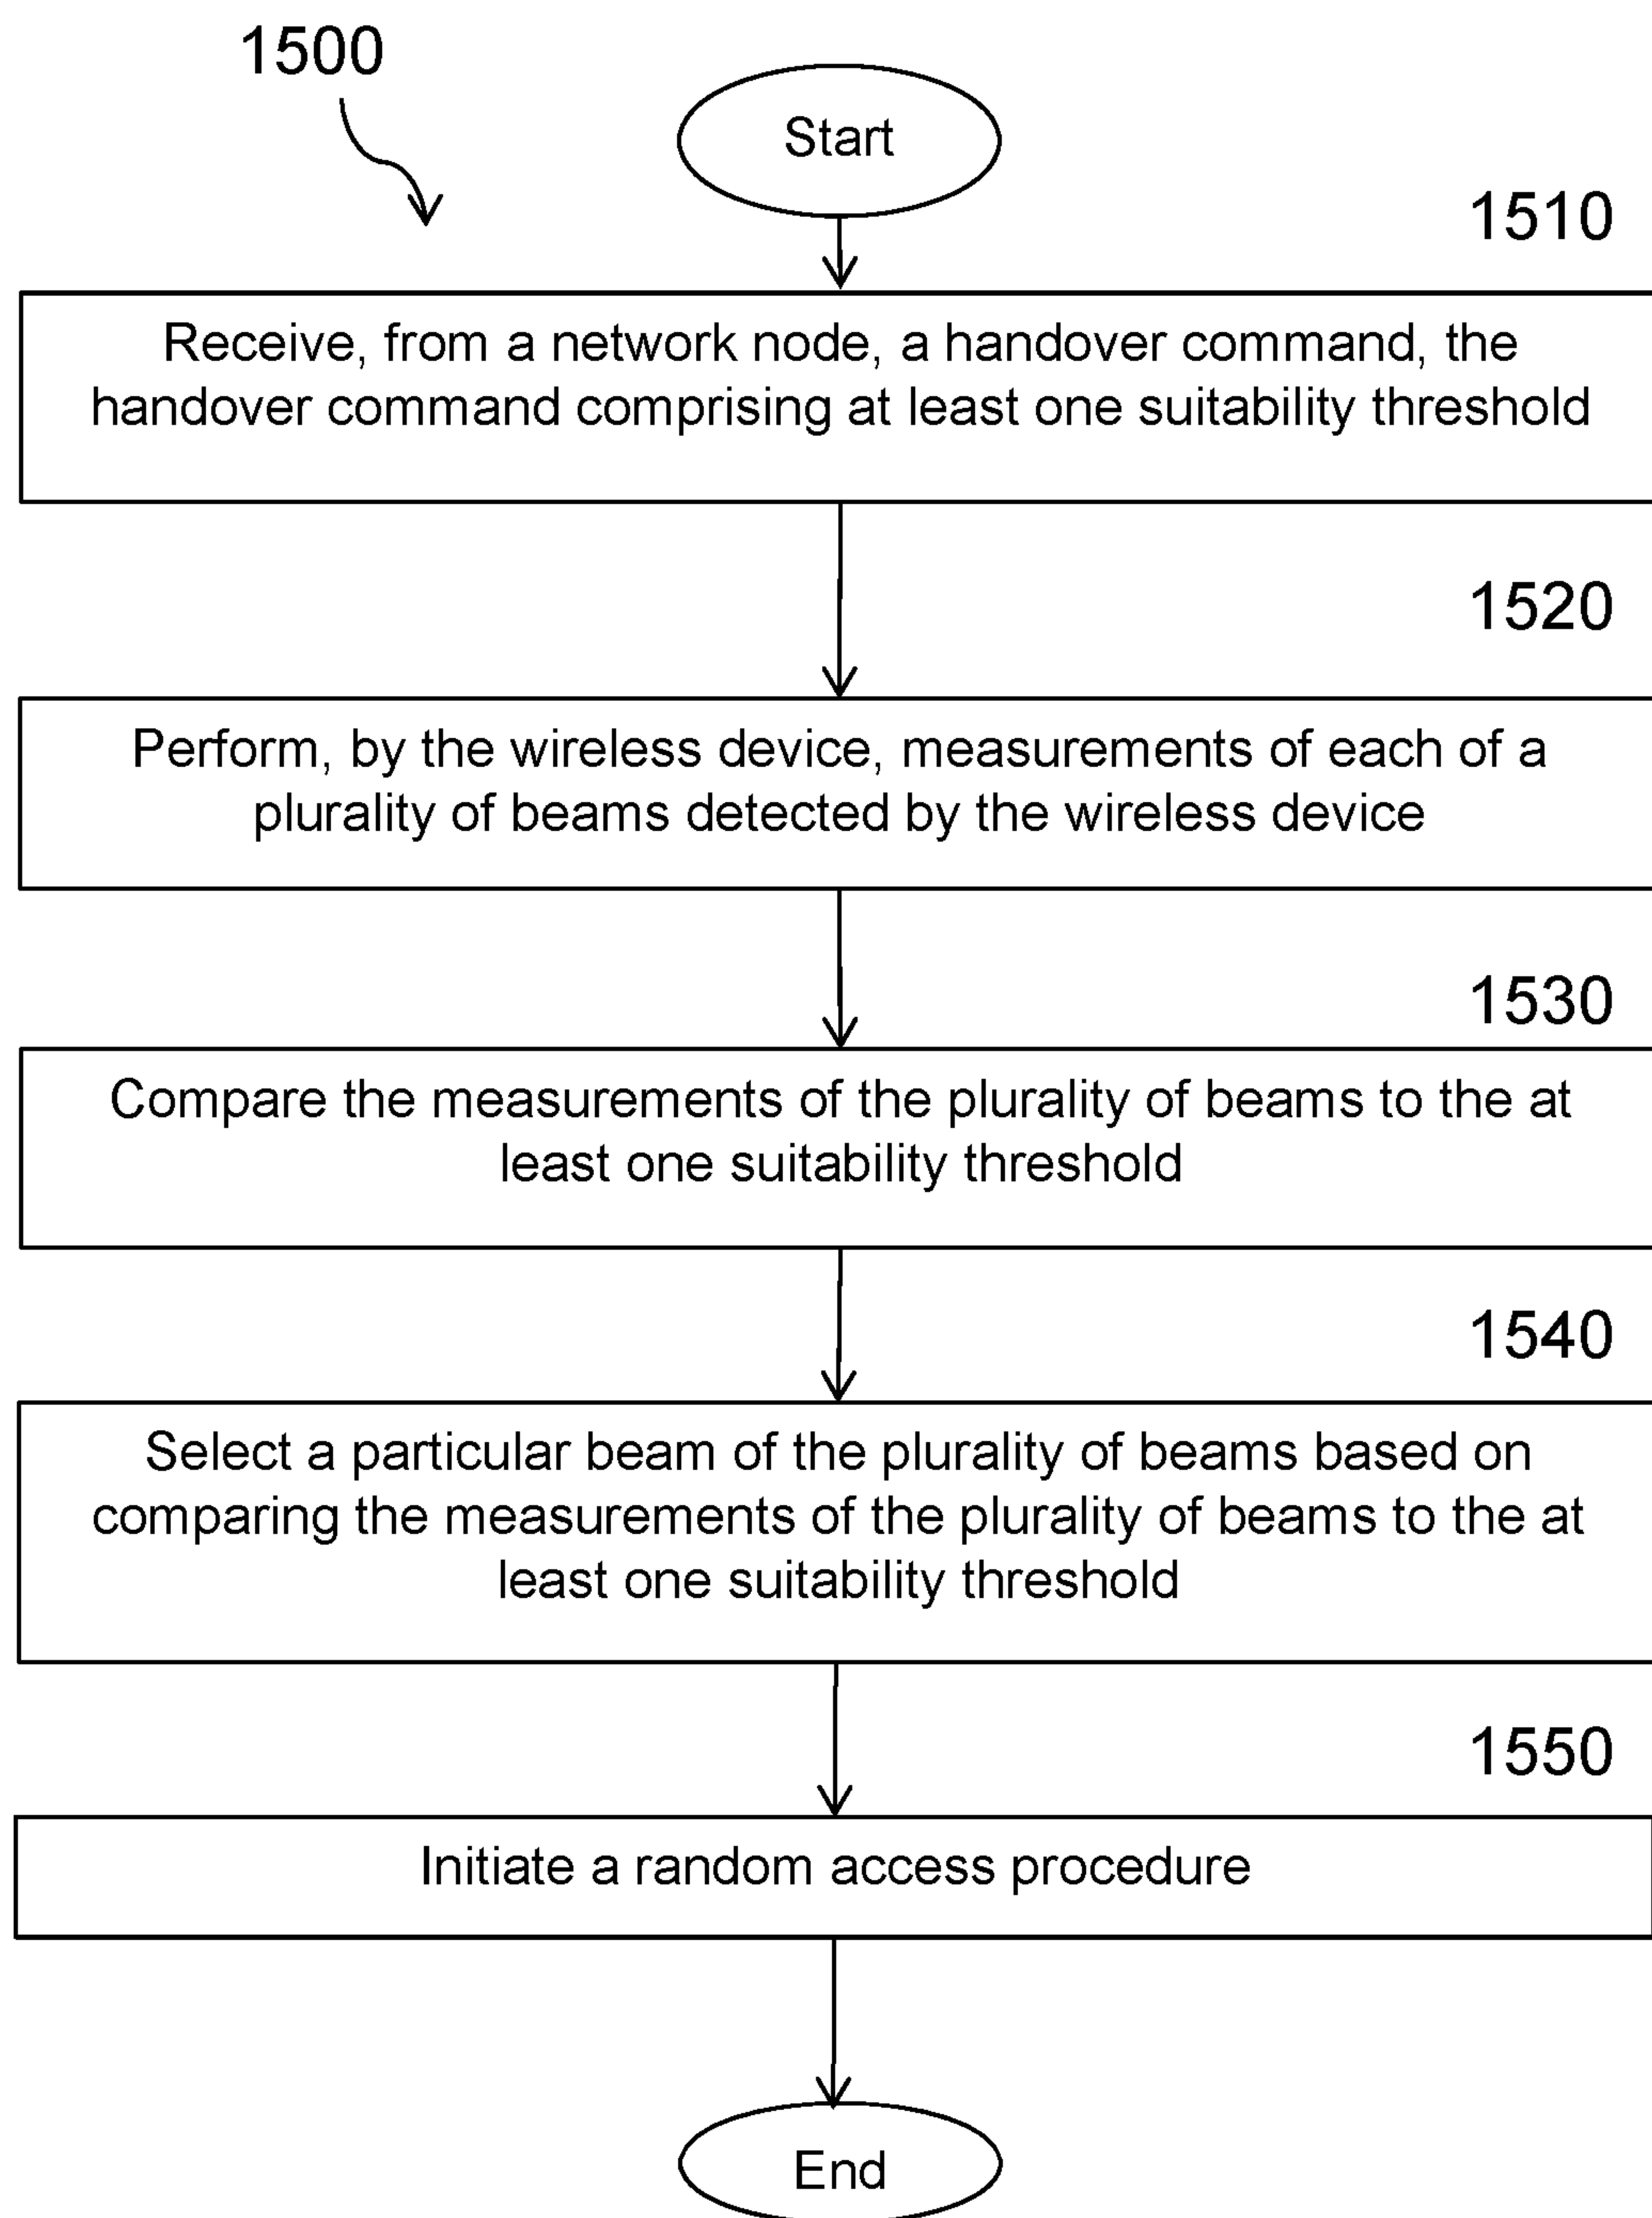 1500
Start
1510
Receive, from a network node, a handover command, the
handover command comprising at least one suitability threshold
1520
Perform, by the wireless device, measurements of each of a
plurality of beams detected by the wireless device
1530
Compare the measurements of the plurality of beams to the at
least one suitability threshold
1540
Select a particular beam of the plurality of beams based on
comparing the measurements of the plurality of beams to the at
least one suitability threshold
1550
Initiate a random access procedure
End